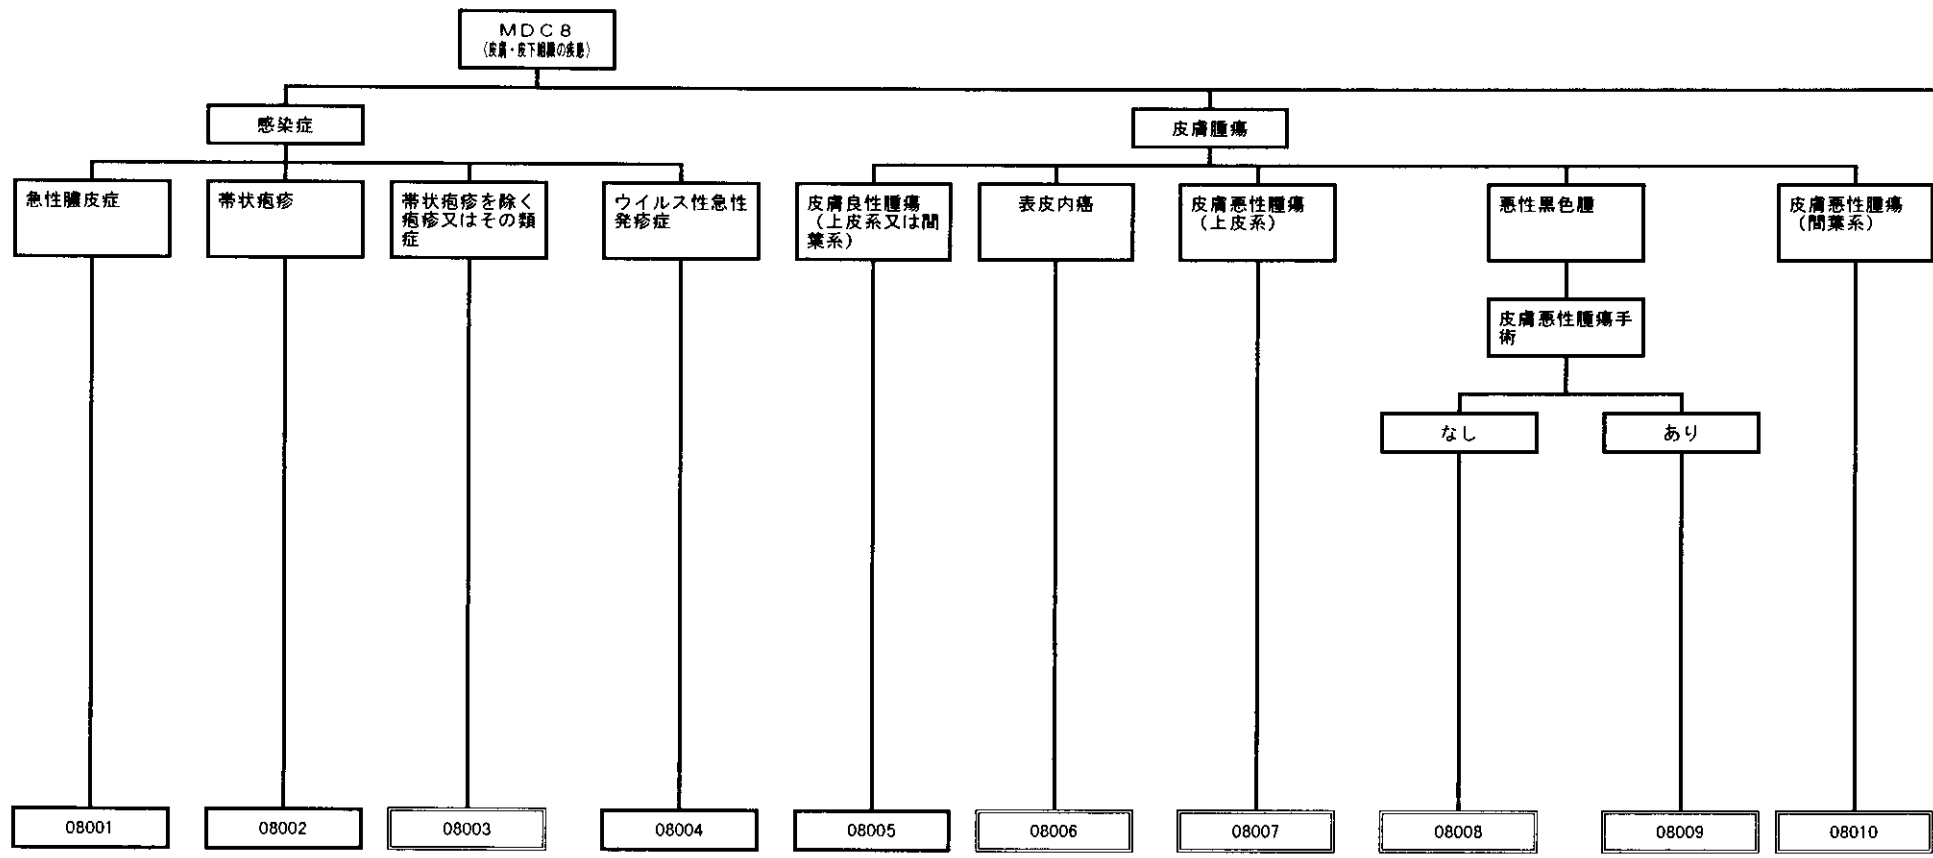 MDC8
(皮膚・皮下組織の疾患)
感染症
皮膚腫瘍
急性膿皮症
帯状疱疹
帯状疱疹を除く
疱疹又はその類
症
ウイルス性急性
発疹症
皮膚良性腫瘍
(上皮系又は間
葉系)
表皮内癌
皮膚悪性腫瘍
(上皮系)
悪性黒色腫
皮膚悪性腫瘍
(間葉系)
皮膚悪性腫瘍手
術
なし
あり
08001
08002
08003
08004
08005
08006
08007
08008
08009
08010